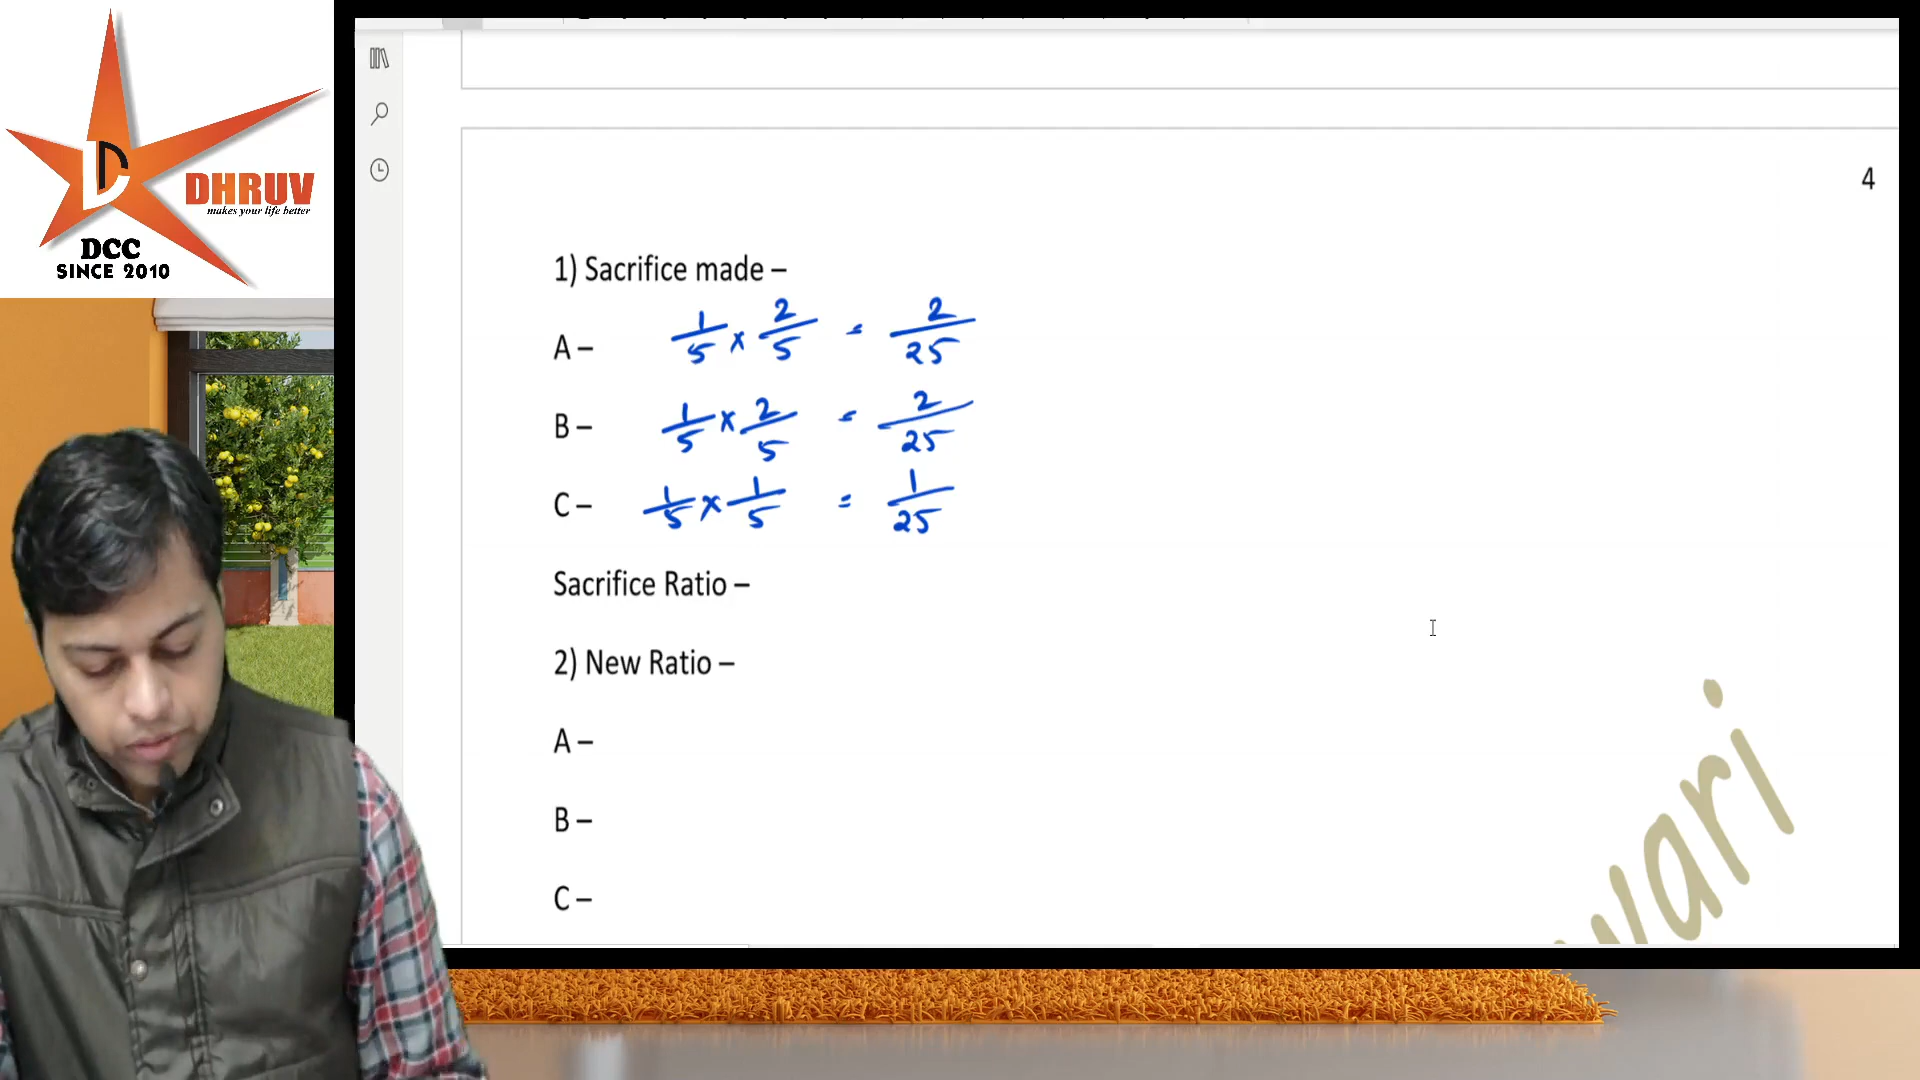 DHRUV
makes your life better
DCC
SINCE 2010
4
1) Sacrifice made –
A – 1/5 × 2/5 = 2/25
B – 1/5 × 2/5 = 2/25
C – 1/5 × 1/5 = 1/25
Sacrifice Ratio –
2) New Ratio –
A –
B –
C –
wari